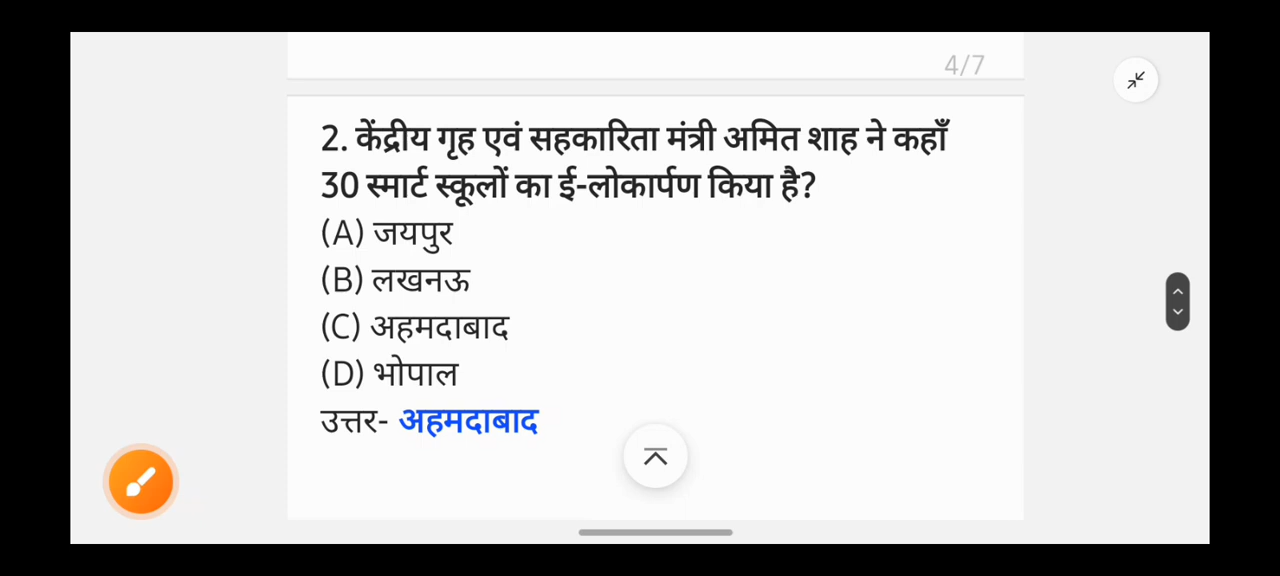 4/7
2. केंद्रीय गृह एवं सहकारिता मंत्री अमित शाह ने कहाँ
30 स्मार्ट स्कूलों का ई-लोकार्पण किया है?
(A) जयपुर
(B) लखनऊ
(C) अहमदाबाद
(D) भोपाल
उत्तर- अहमदाबाद